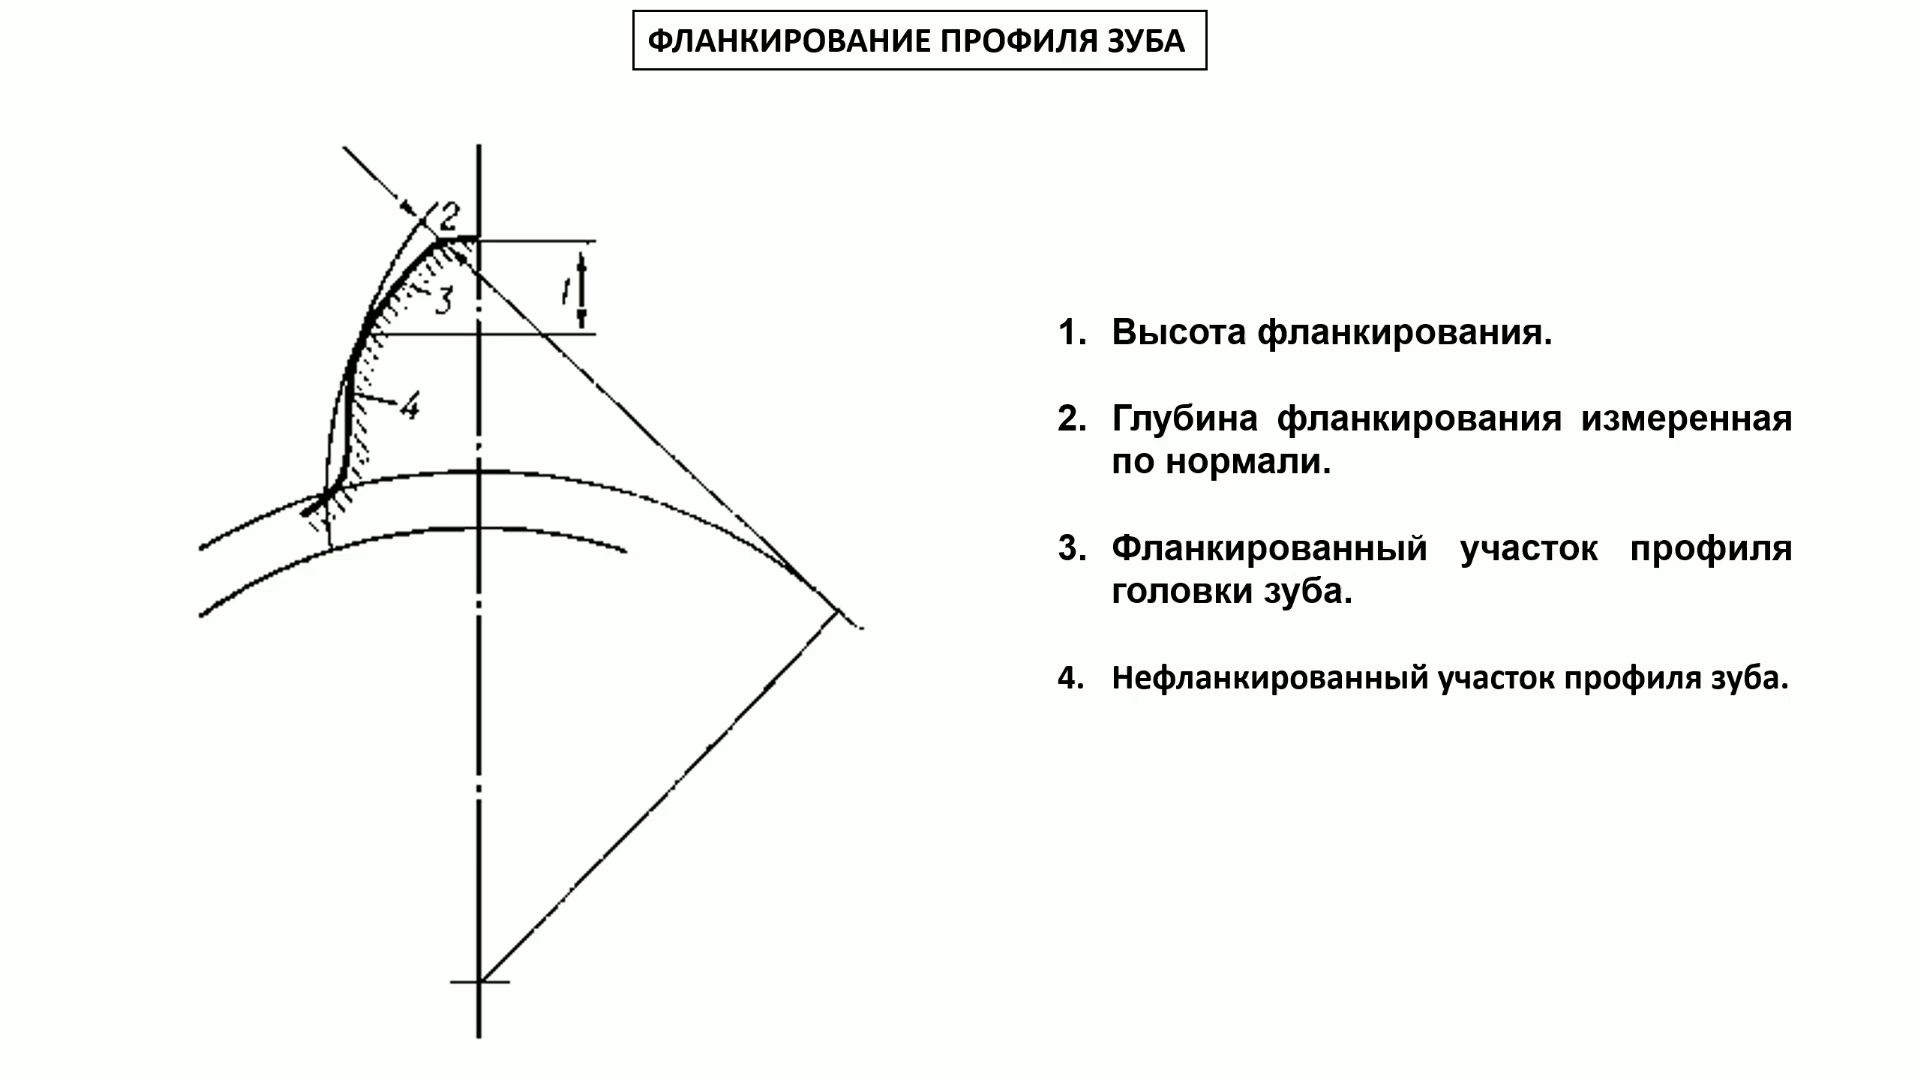 ФЛАНКИРОВАНИЕ ПРОФИЛЯ ЗУБА
2
1
3
4
1. Высота фланкирования.
2. Глубина фланкирования измеренная
по нормали.
3. Фланкированный участок профиля
головки зуба.
4. Нефланкированный участок профиля зуба.